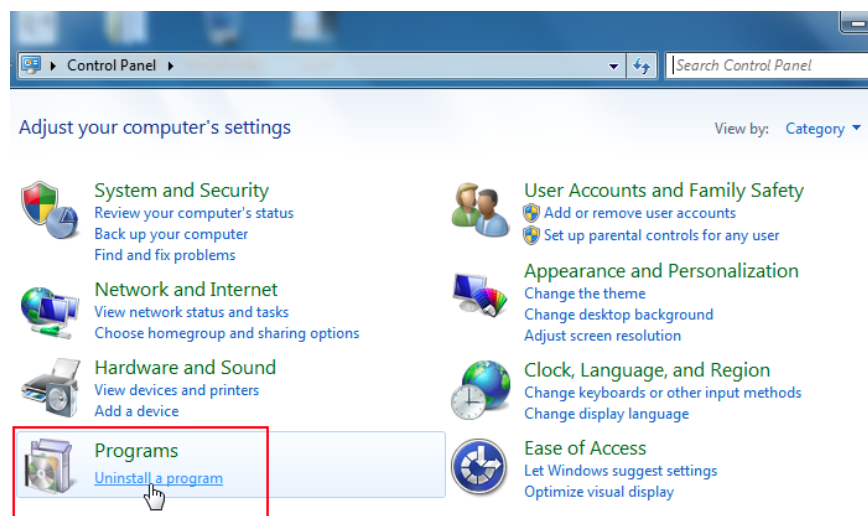 Control Panel
Search Control Panel
Adjust your computer's settings
View by: Category
System and Security
Review your computer's status
Back up your computer
Find and fix problems
Network and Internet
View network status and tasks
Choose homegroup and sharing options
Hardware and Sound
View devices and printers
Add a device
Programs
Uninstall a program
User Accounts and Family Safety
Add or remove user accounts
Set up parental controls for any user
Appearance and Personalization
Change the theme
Change desktop background
Adjust screen resolution
Clock, Language, and Region
Change keyboards or other input methods
Change display language
Ease of Access
Let Windows suggest settings
Optimize visual display